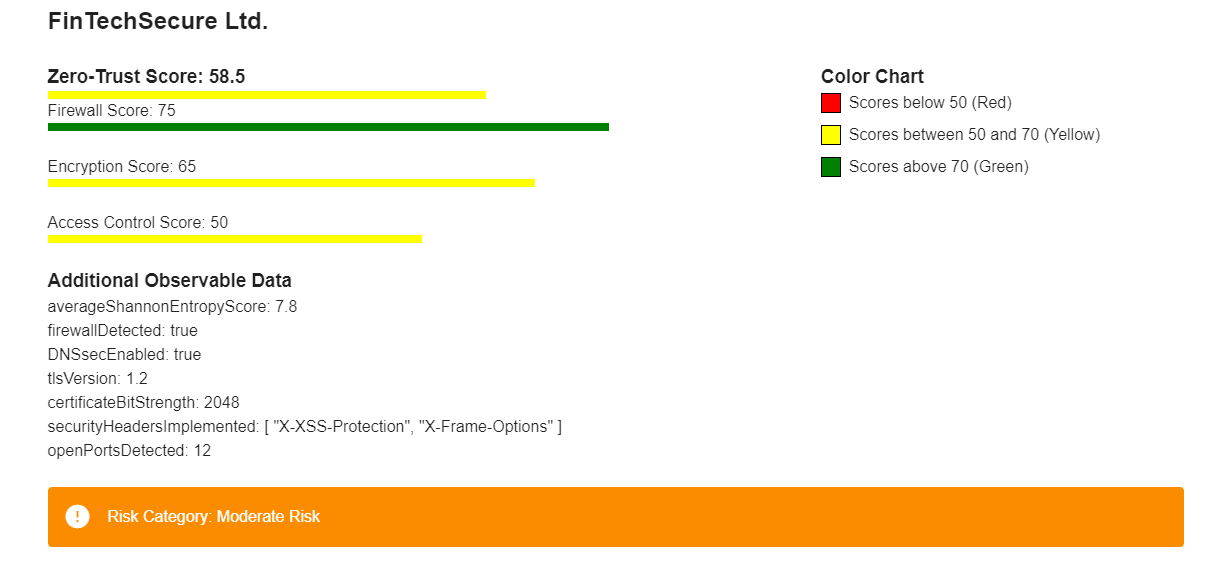 FinTechSecure Ltd.
Zero-Trust Score: 58.5
Firewall Score: 75
Encryption Score: 65
Access Control Score: 50
Color Chart
Scores below 50 (Red)
Scores between 50 and 70 (Yellow)
Scores above 70 (Green)
Additional Observable Data
averageShannonEntropyScore: 7.8
firewallDetected: true
DNSsecEnabled: true
tlsVersion: 1.2
certificateBitStrength: 2048
securityHeadersImplemented: [ "X-XSS-Protection", "X-Frame-Options" ]
openPortsDetected: 12
Risk Category: Moderate Risk